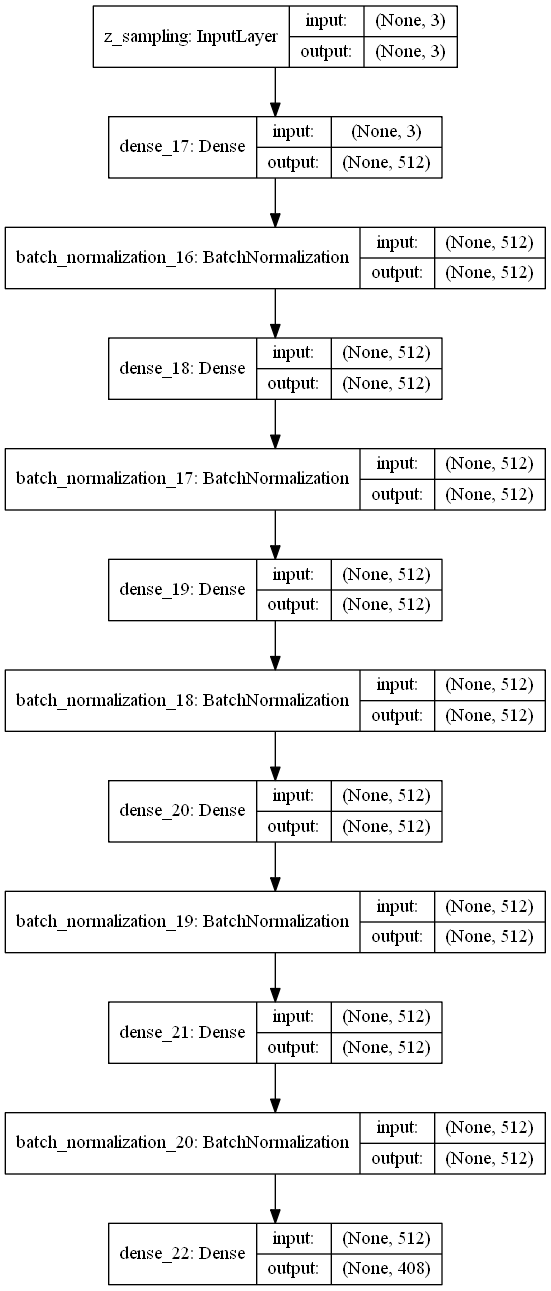 z_sampling: InputLayer
input: (None, 3)
output: (None, 3)
dense_17: Dense
input: (None, 3)
output: (None, 512)
batch_normalization_16: BatchNormalization
input: (None, 512)
output: (None, 512)
dense_18: Dense
input: (None, 512)
output: (None, 512)
batch_normalization_17: BatchNormalization
input: (None, 512)
output: (None, 512)
dense_19: Dense
input: (None, 512)
output: (None, 512)
batch_normalization_18: BatchNormalization
input: (None, 512)
output: (None, 512)
dense_20: Dense
input: (None, 512)
output: (None, 512)
batch_normalization_19: BatchNormalization
input: (None, 512)
output: (None, 512)
dense_21: Dense
input: (None, 512)
output: (None, 512)
batch_normalization_20: BatchNormalization
input: (None, 512)
output: (None, 512)
dense_22: Dense
input: (None, 512)
output: (None, 408)